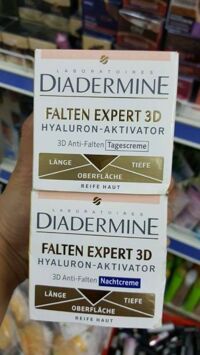 LABORATOIRES
DIADERMINE
FALTEN EXPERT 3D
HYALURON-AKTIVATOR
3D Anti-Falten Tagescreme
LÄNGE TIEFE
OBERFLÄCHE
REIFE HAUT
LABORATOIRES
DIADERMINE
FALTEN EXPERT 3D
HYALURON-AKTIVATOR
3D Anti-Falten Nachtcreme
LÄNGE TIEFE
OBERFLÄCHE
REIFE HAUT